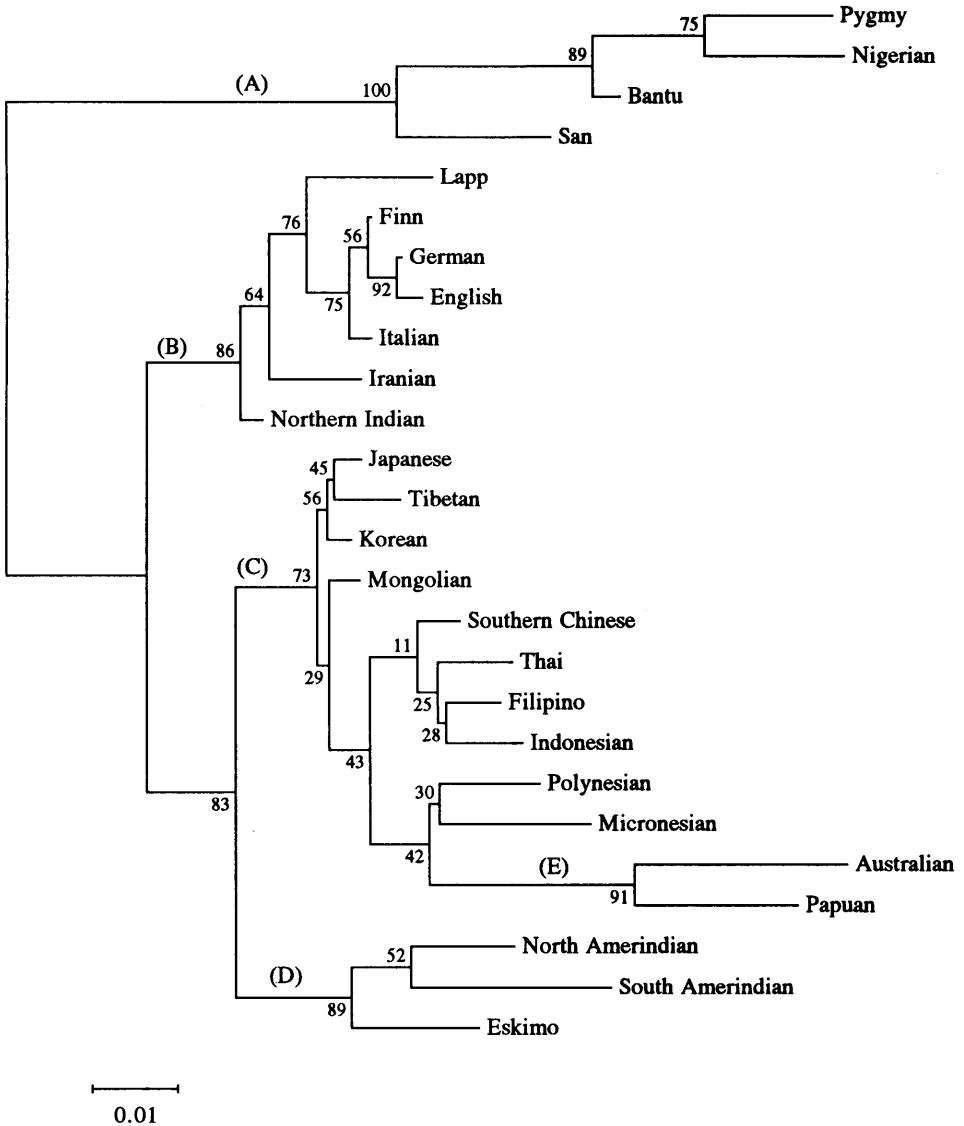 75
Pygmy
89
Nigerian
(A)
100
Bantu
San
Lapp
76
Finn
56
German
92
English
64
75
Italian
(B)
86
Iranian
Northern Indian
45
Japanese
56
Tibetan
Korean
(C)
73
Mongolian
Southern Chinese
11
Thai
29
25
Filipino
28
Indonesian
43
Polynesian
30
Micronesian
83
42
(E)
Australian
91
Papuan
52
North Amerindian
(D)
South Amerindian
89
Eskimo
0.01